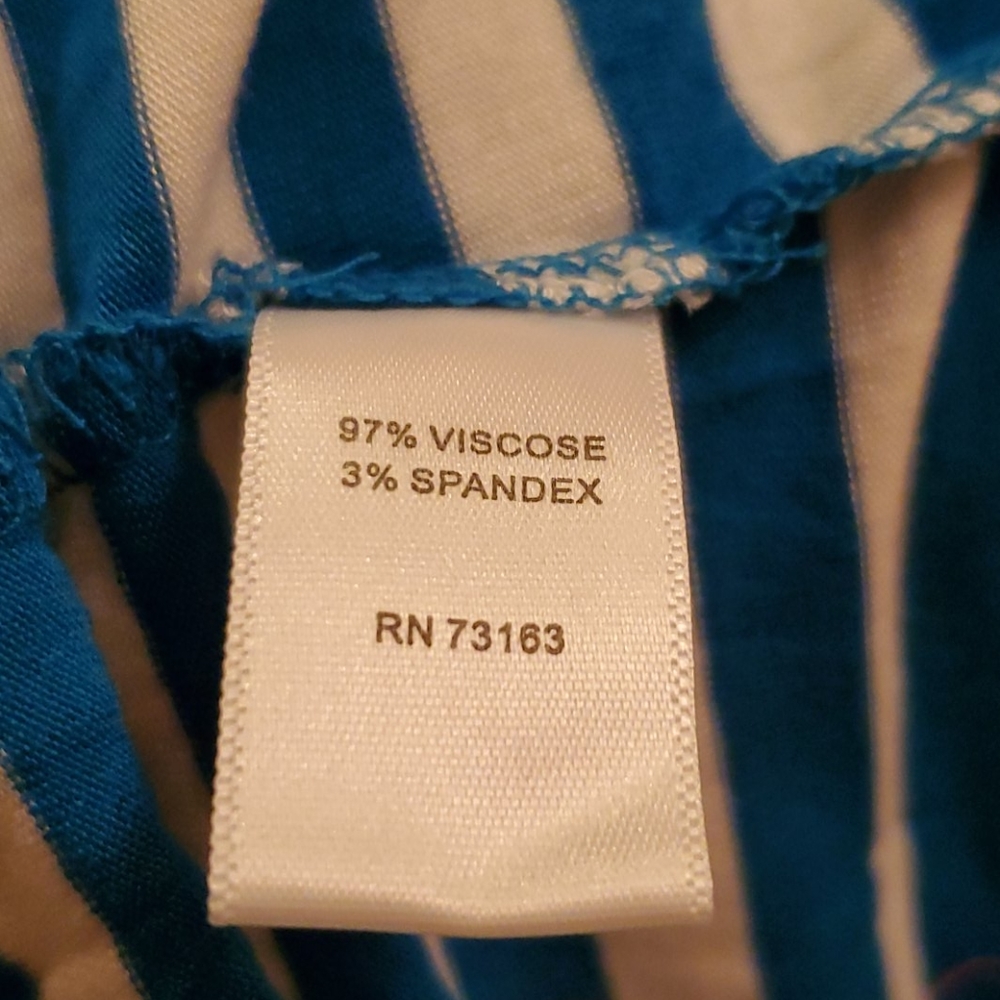 97% VISCOSE
3% SPANDEX
RN 73163